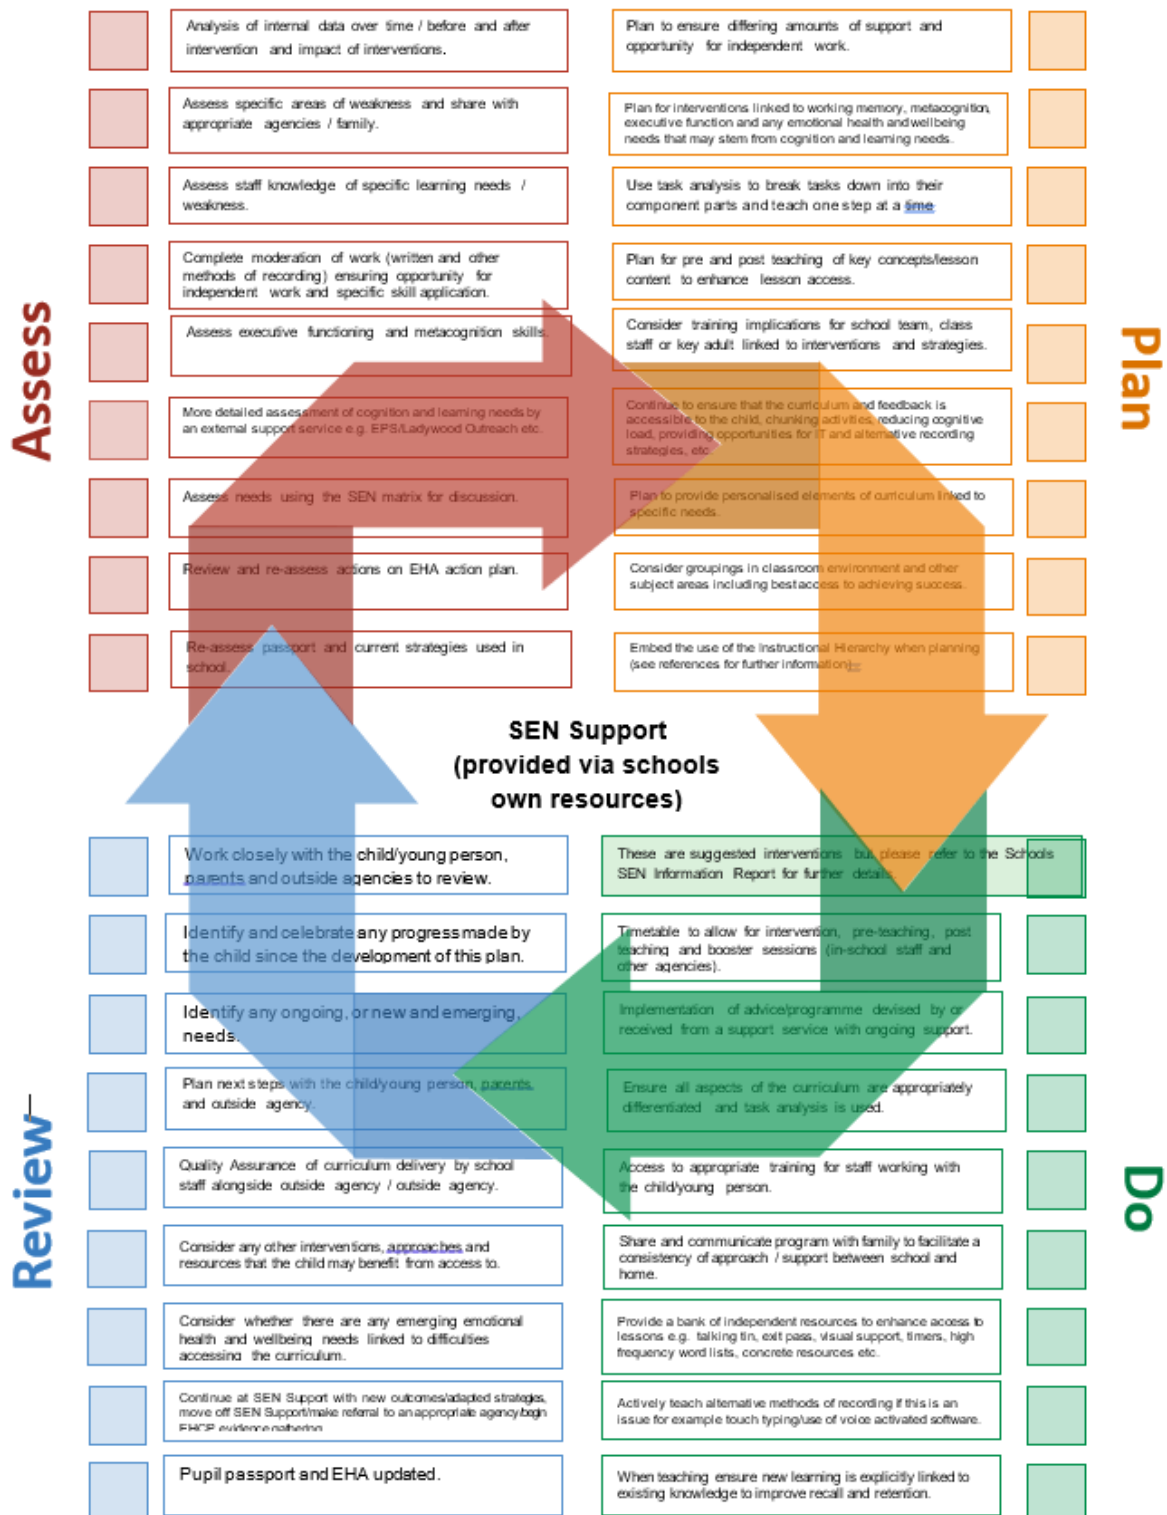 Assess
Analysis of internal data over time / before and after
intervention and impact of interventions.
Assess specific areas of weakness and share with
appropriate agencies / family.
Assess staff knowledge of specific learning needs /
weakness.
Complete moderation of work (written and other
methods of recording) ensuring opportunity for
independent work and specific skill application.
Assess executive functioning and metacognition skills.
More detailed assessment of cognition and learning needs by
an external support service e.g. EPS/Ladywood Outreach etc.
Assess needs using the SEN matrix for discussion.
Review and re-assess actions on EHA action plan.
Re-assess passport and current strategies used in
school.
Plan
Plan to ensure differing amounts of support and
opportunity for independent work.
Plan for interventions linked to working memory, metacognition,
executive function and any emotional health and wellbeing
needs that may stem from cognition and learning needs.
Use task analysis to break tasks down into their
component parts and teach one step at a time
Plan for pre and post teaching of key concepts/lesson
content to enhance lesson access.
Consider training implications for school team, class
staff or key adult linked to interventions and strategies.
Continue to ensure that the curriculum and feedback is
accessible to the child, chunking activities, reducing cognitive
load, providing opportunities for IT and alternative recording
strategies, etc.
Plan to provide personalised elements of curriculum linked to
specific needs.
Consider groupings in classroom environment and other
subject areas including best access to achieving success.
Embed the use of the Instructional Hierarchy when planning
(see references for further information).
SEN Support
(provided via schools
own resources)
Review
Work closely with the child/young person,
parents and outside agencies to review.
Identify and celebrate any progress made by
the child since the development of this plan.
Identify any ongoing, or new and emerging,
needs.
Plan next steps with the child/young person, parents,
and outside agency.
Quality Assurance of curriculum delivery by school
staff alongside outside agency / outside agency.
Consider any other interventions, approaches and
resources that the child may benefit from access to.
Consider whether there are any emerging emotional
health and wellbeing needs linked to difficulties
accessing the curriculum.
Continue at SEN Support with new outcomes/adapted strategies,
move off SEN Support/make referral to an appropriate agency/begin
EHCP evidence gathering
Pupil passport and EHA updated.
Do
These are suggested interventions but please refer to the Schools
SEN Information Report for further details.
Timetable to allow for intervention, pre-teaching, post
teaching and booster sessions (in-school staff and
other agencies).
Implementation of advice/programme devised by or
received from a support service with ongoing support.
Ensure all aspects of the curriculum are appropriately
differentiated and task analysis is used.
Access to appropriate training for staff working with
the child/young person.
Share and communicate program with family to facilitate a
consistency of approach / support between school and
home.
Provide a bank of independent resources to enhance access to
lessons e.g. talking tin, exit pass, visual support, timers, high
frequency word lists, concrete resources etc.
Actively teach alternative methods of recording if this is an
issue for example touch typing/use of voice activated software.
When teaching ensure new learning is explicitly linked to
existing knowledge to improve recall and retention.